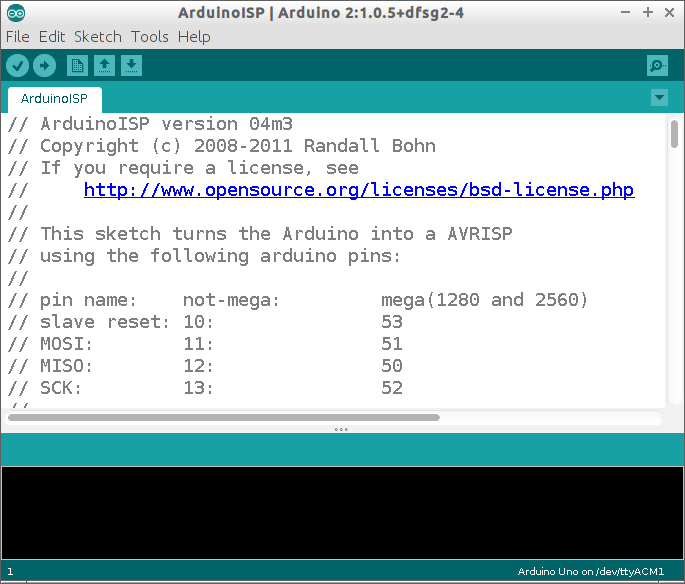 ArduinoISP | Arduino 2:1.0.5+dfsg2-4
File Edit Sketch Tools Help
ArduinoISP
// ArduinoISP version 04m3
// Copyright (c) 2008-2011 Randall Bohn
// If you require a license, see
//     http://www.opensource.org/licenses/bsd-license.php
//
// This sketch turns the Arduino into a AVRISP
// using the following arduino pins:
//
// pin name:    not-mega:         mega(1280 and 2560)
// slave reset: 10:               53
// MOSI:        11:               51
// MISO:        12:               50
// SCK:         13:               52
//
1
Arduino Uno on /dev/ttyACM1